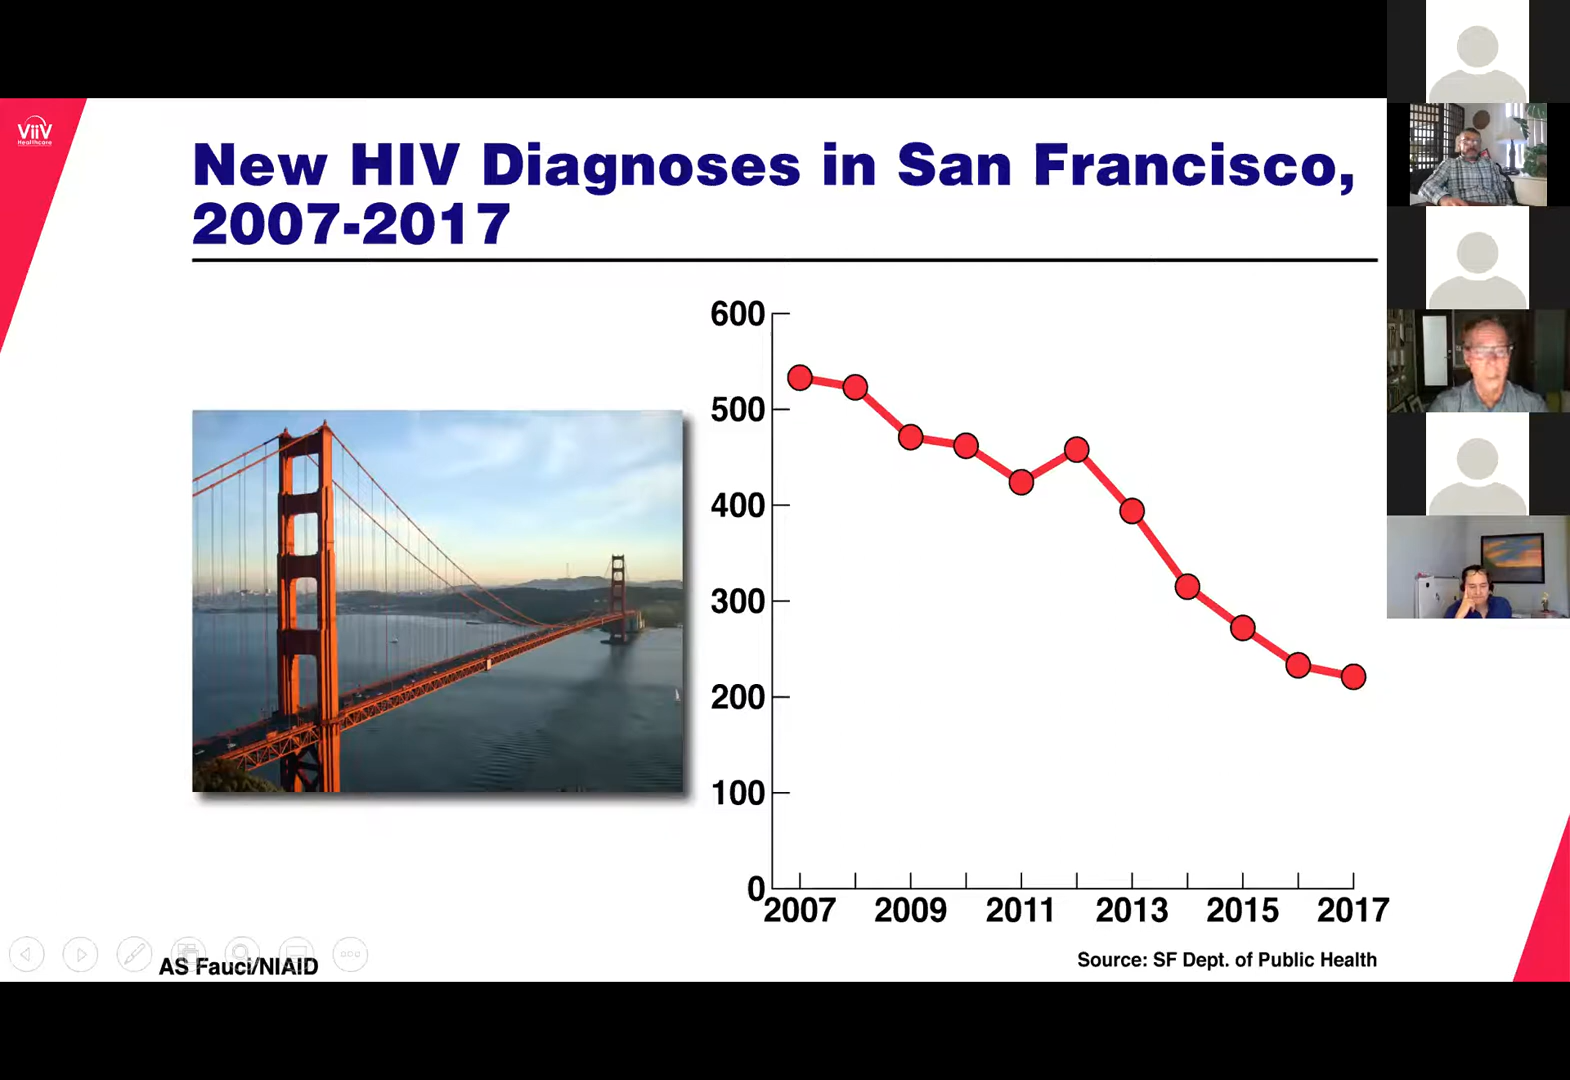 ViiV
Healthcare
New HIV Diagnoses in San Francisco,
2007-2017
600
500
400
300
200
100
0
2007 2009 2011 2013 2015 2017
AS Fauci/NIAID
Source: SF Dept. of Public Health